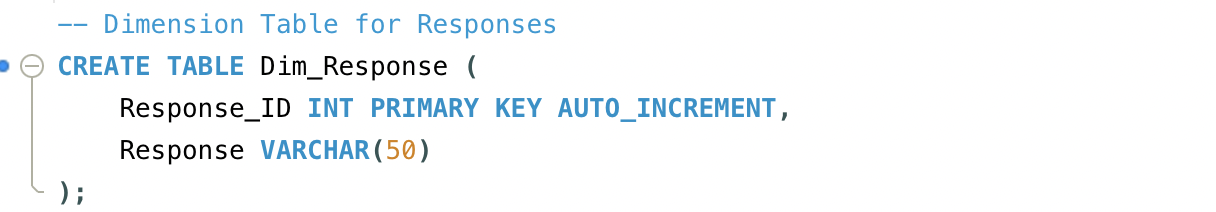 -- Dimension Table for Responses
CREATE TABLE Dim_Response (
    Response_ID INT PRIMARY KEY AUTO_INCREMENT,
    Response VARCHAR(50)
);